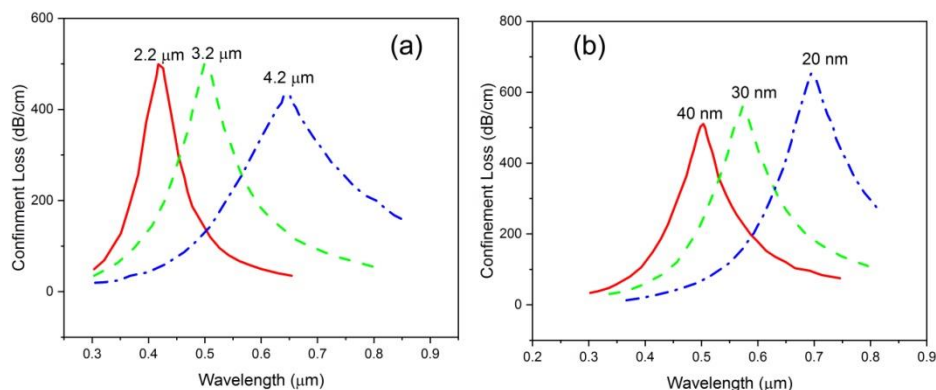 (a)
2.2 μm
3.2 μm
4.2 μm
Confinment Loss (dB/cm)
600
400
200
0
0.3 0.4 0.5 0.6 0.7 0.8 0.9
Wavelength (μm)
(b)
20 nm
30 nm
40 nm
Confinement Loss (dB/cm)
800
600
400
200
0
0.2 0.3 0.4 0.5 0.6 0.7 0.8 0.9
Wavelength (μm)